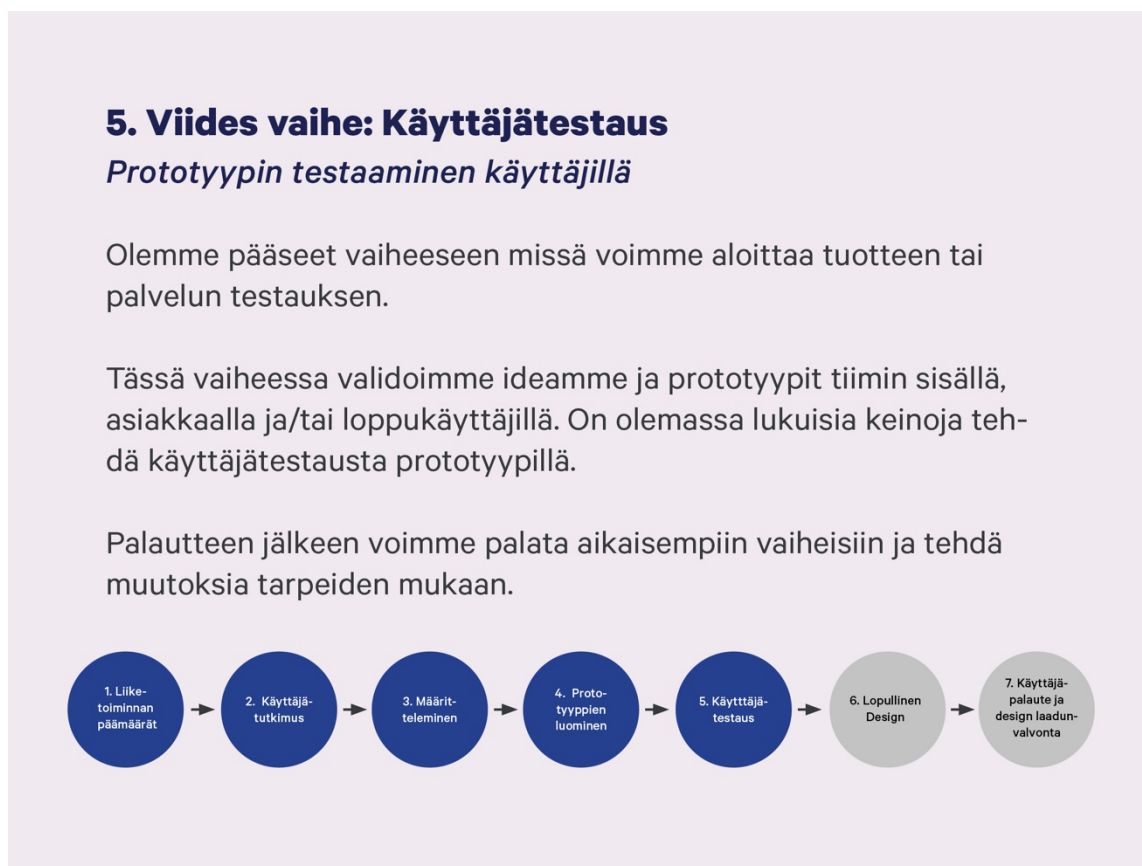 5. Viides vaihe: Käyttäjätestaus
Prototyypin testaaminen käyttäjillä
Olemme pääseet vaiheeseen missä voimme aloittaa tuotteen tai
palvelun testauksen.
Tässä vaiheessa validoimme ideamme ja prototyypit tiimin sisällä,
asiakkaalla ja/tai loppukäyttäjillä. On olemassa lukuisia keinoja teh-
dä käyttäjätestausta prototyypillä.
Palautteen jälkeen voimme palata aikaisempiin vaiheisiin ja tehdä
muutoksia tarpeiden mukaan.
1. Liike-
toiminnan
päämäärät
2. Käyttäjä-
tutkimus
3. Määrit-
teleminen
4. Proto-
tyyppien
luominen
5. Käytttäjä-
testaus
6. Lopullinen
Design
7. Käyttäjä-
palaute ja
design laadun-
valvonta